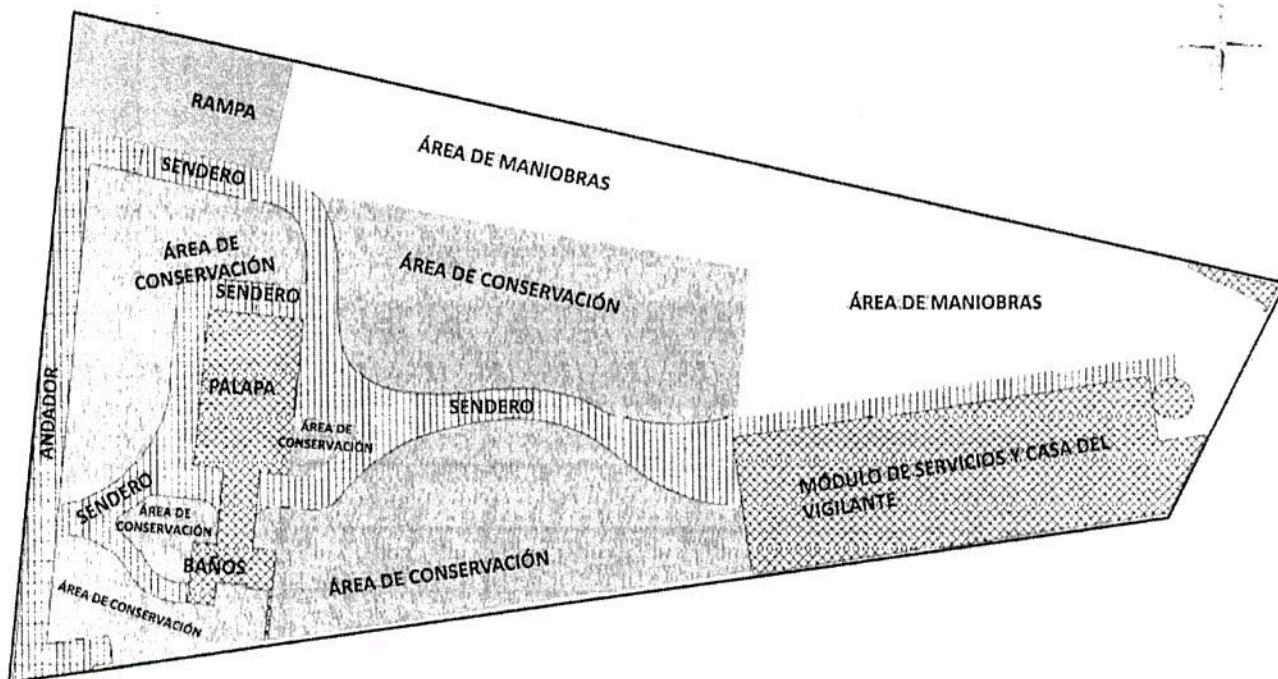 RAMPA
ÁREA DE MANIOBRAS
SENDERO
ÁREA DE
CONSERVACIÓN
SENDERO
ÁREA DE CONSERVACIÓN
ÁREA DE MANIOBRAS
PALAPA
ANDADOR
SENDERO
ÁREA DE
CONSERVACIÓN
MÓDULO DE SERVICIOS Y CASA DEL
VIGILANTE
SENDERO
ÁREA DE
CONSERVACIÓN
BAÑOS
ÁREA DE CONSERVACIÓN
ÁREA DE CONSERVACIÓN